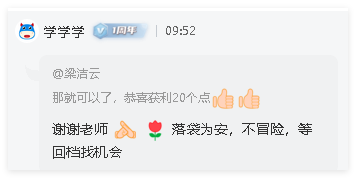 学学学 V 1周年 | 09:52
@梁洁云
那就可以了，恭喜获利20个点👍👍
谢谢老师 🙏 🌹 落袋为安，不冒险，等
回档找机会